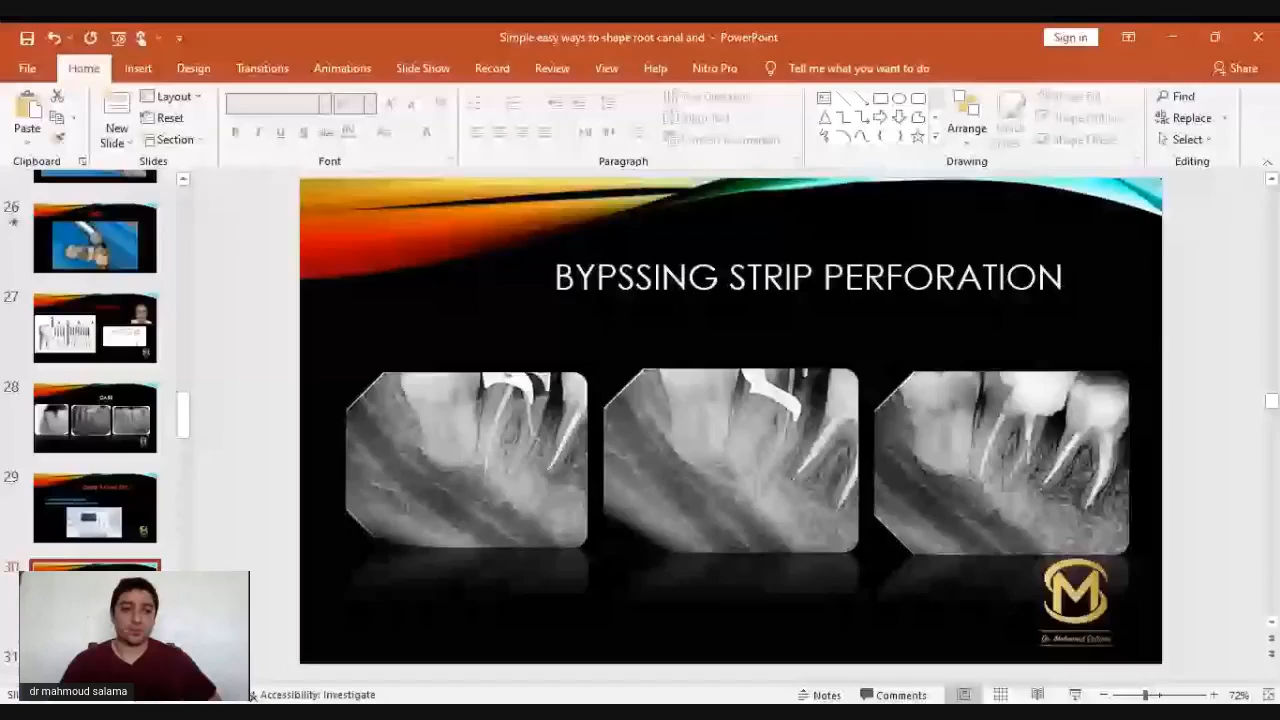 Simple easy ways to shape root canal and - PowerPoint
Sign in
File Home Insert Design Transitions Animations Slide Show Record Review View Help Nitro Pro Tell me what you want to do Share
Paste
New Slide
Layout
Reset
Section
Arrange
Find
Replace
Select
Clipboard Slides Font Paragraph Drawing Editing
26
27
28
CASE
29
31
BYPSSING STRIP PERFORATION
SM
dr mahmoud salama
Accessibility: Investigate
Notes Comments 72%